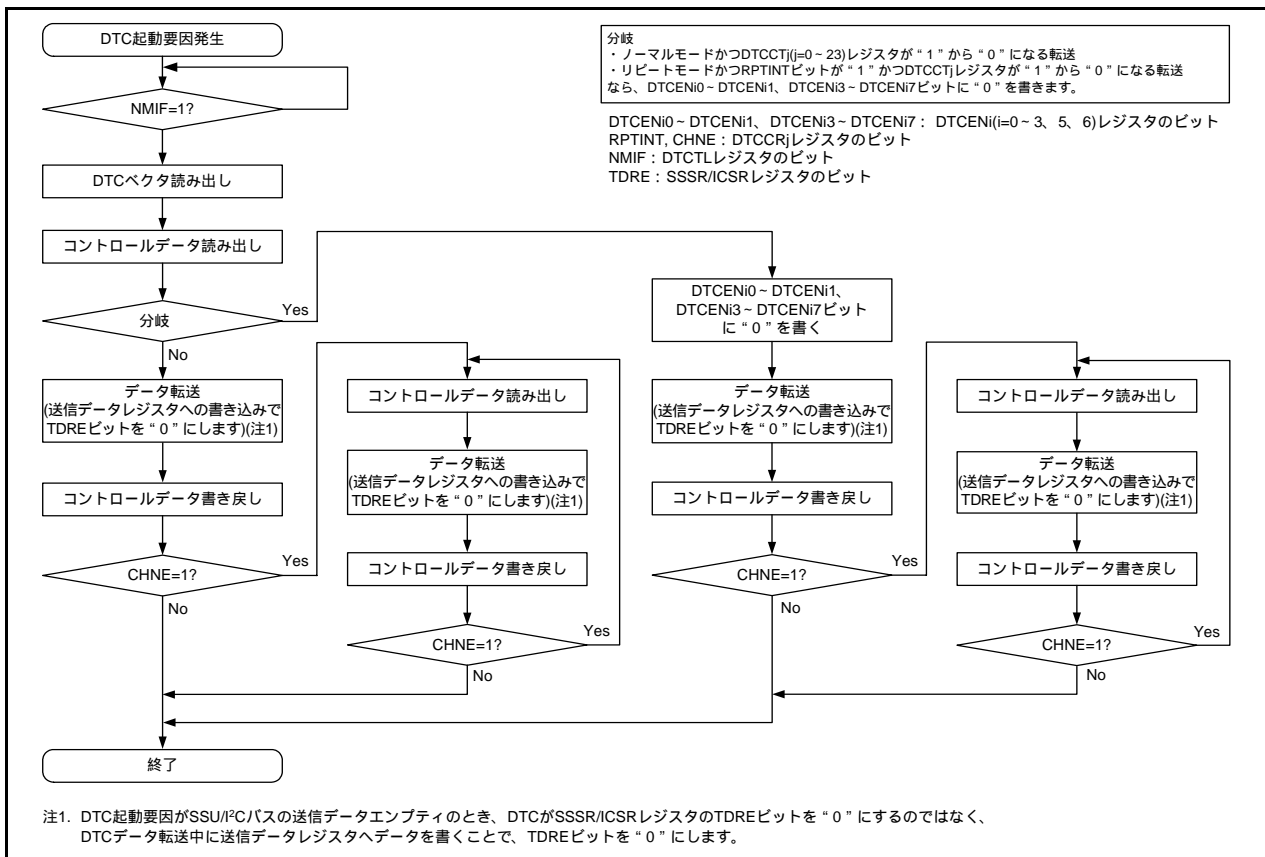 DTC起動要因発生
NMIF=1?
DTCベクタ読み出し
コントロールデータ読み出し
分岐
Yes
No
データ転送
(送信データレジスタへの書き込みで
TDREビットを“0”にします)(注1)
コントロールデータ書き戻し
CHNE=1?
Yes
No
コントロールデータ読み出し
データ転送
(送信データレジスタへの書き込みで
TDREビットを“0”にします)(注1)
コントロールデータ書き戻し
CHNE=1?
Yes
No
分岐
・ノーマルモードかつDTCCTj(j=0~23)レジスタが“1”から“0”になる転送
・リピートモードかつRPTINTビットが“1”かつDTCCTjレジスタが“1”から“0”になる転送
なら、DTCENi0~DTCENi1、DTCENi3~DTCENi7ビットに“0”を書きます。
DTCENi0~DTCENi1、DTCENi3~DTCENi7: DTCENi(i=0~3、5、6)レジスタのビット
RPTINT, CHNE:DTCCRjレジスタのビット
NMIF:DTCTLレジスタのビット
TDRE:SSSR/ICSRレジスタのビット
DTCENi0~DTCENi1、
DTCENi3~DTCENi7ビット
に“0”を書く
データ転送
(送信データレジスタへの書き込みで
TDREビットを“0”にします)(注1)
コントロールデータ書き戻し
CHNE=1?
Yes
No
コントロールデータ読み出し
データ転送
(送信データレジスタへの書き込みで
TDREビットを“0”にします)(注1)
コントロールデータ書き戻し
CHNE=1?
Yes
No
終了
注1. DTC起動要因がSSU/I²Cバスの送信データエンプティのとき、DTCがSSSR/ICSRレジスタのTDREビットを“0”にするのではなく、
DTCデータ転送中に送信データレジスタへデータを書くことで、TDREビットを“0”にします。